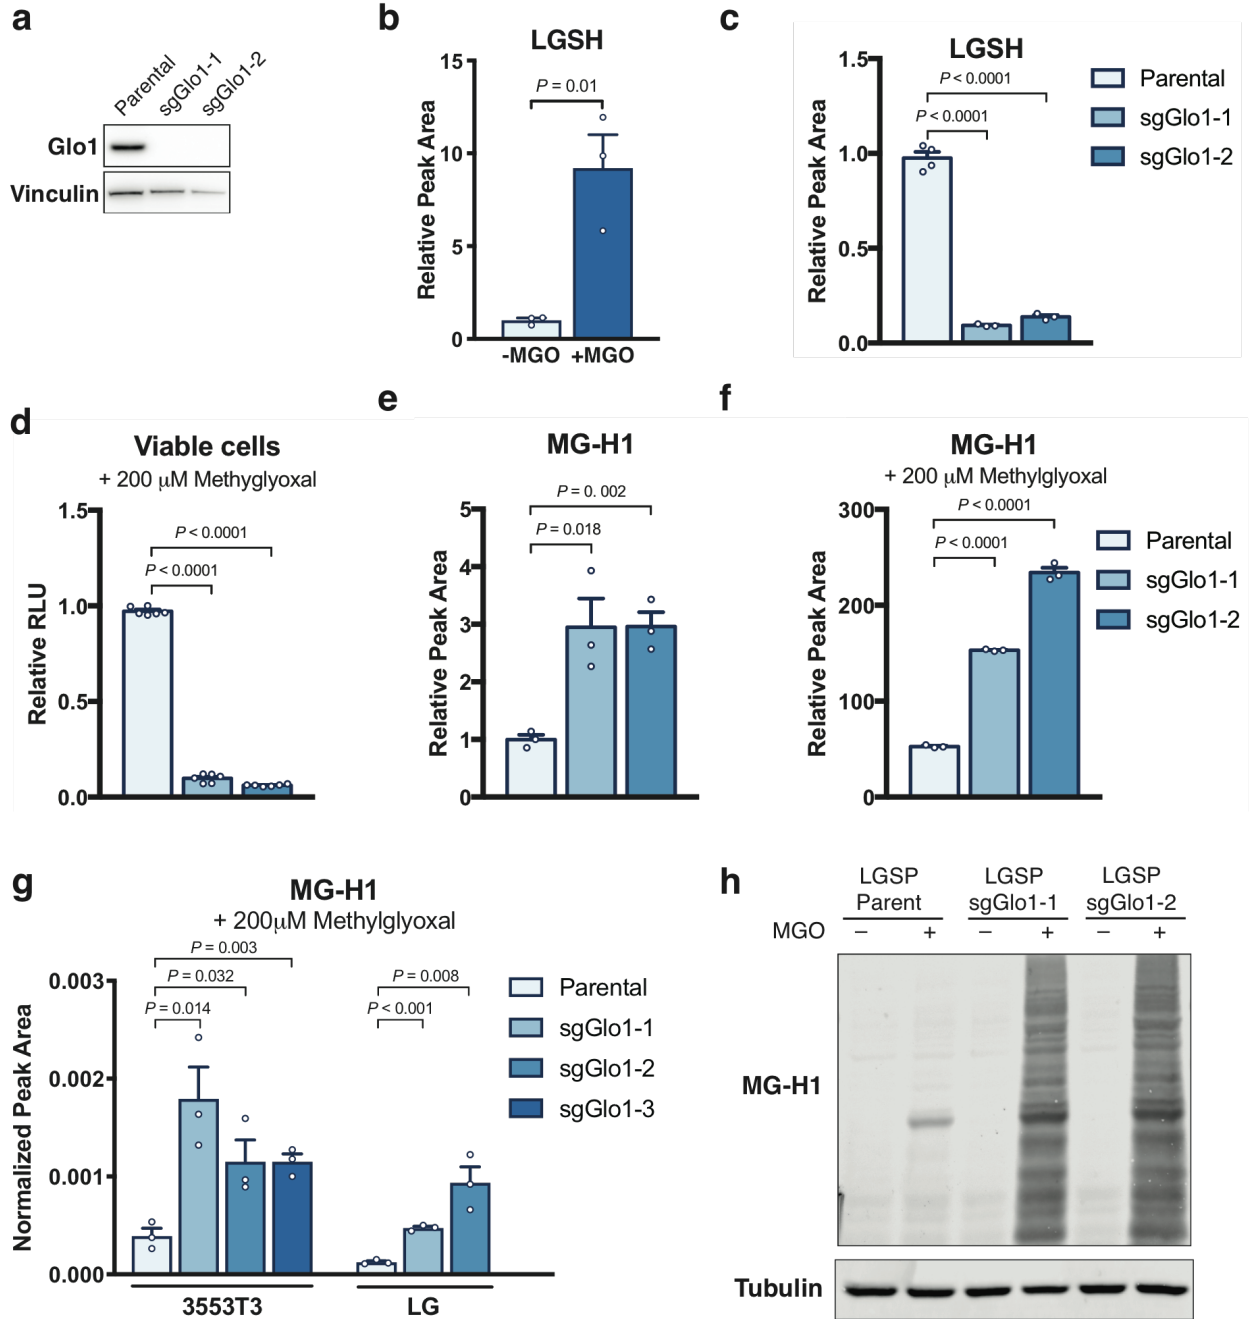 a
Parental
sgGlo1-1
sgGlo1-2
Glo1
Vinculin
b
LGSH
Relative Peak Area
15
10
5
0
P = 0.01
-MGO +MGO
c
LGSH
Relative Peak Area
1.5
1.0
0.5
0.0
P < 0.0001
P < 0.0001
Parental
sgGlo1-1
sgGlo1-2
d
Viable cells
+ 200 μM Methyglyoxal
Relative RLU
1.5
1.0
0.5
0.0
P < 0.0001
P < 0.0001
e
MG-H1
Relative Peak Area
5
4
3
2
1
0
P = 0. 002
P = 0.018
f
MG-H1
+ 200 μM Methylglyoxal
Relative Peak Area
300
200
100
0
P < 0.0001
P < 0.0001
Parental
sgGlo1-1
sgGlo1-2
g
MG-H1
+ 200μM Methylglyoxal
Normalized Peak Area
0.003
0.002
0.001
0.000
P = 0.003
P = 0.032
P = 0.014
P = 0.008
P < 0.001
3553T3
LG
Parental
sgGlo1-1
sgGlo1-2
sgGlo1-3
h
LGSP
Parent
LGSP
sgGlo1-1
LGSP
sgGlo1-2
MGO − + − + − +
MG-H1
Tubulin